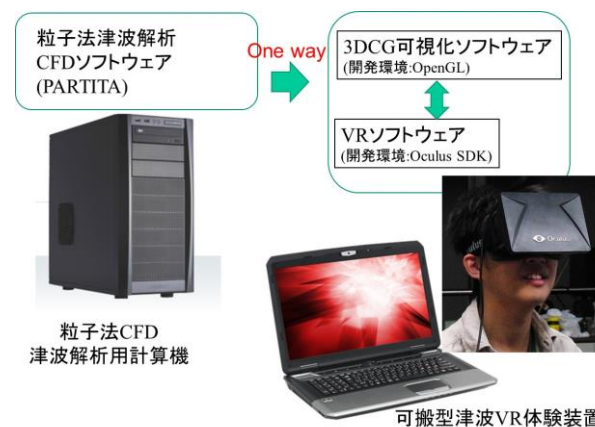 粒子法津波解析
CFDソフトウェア
(PARTITA)
One way
3DCG可視化ソフトウェア
(開発環境:OpenGL)
VRソフトウェア
(開発環境:Oculus SDK)
Oculus
粒子法CFD
津波解析用計算機
可搬型津波VR体験装置